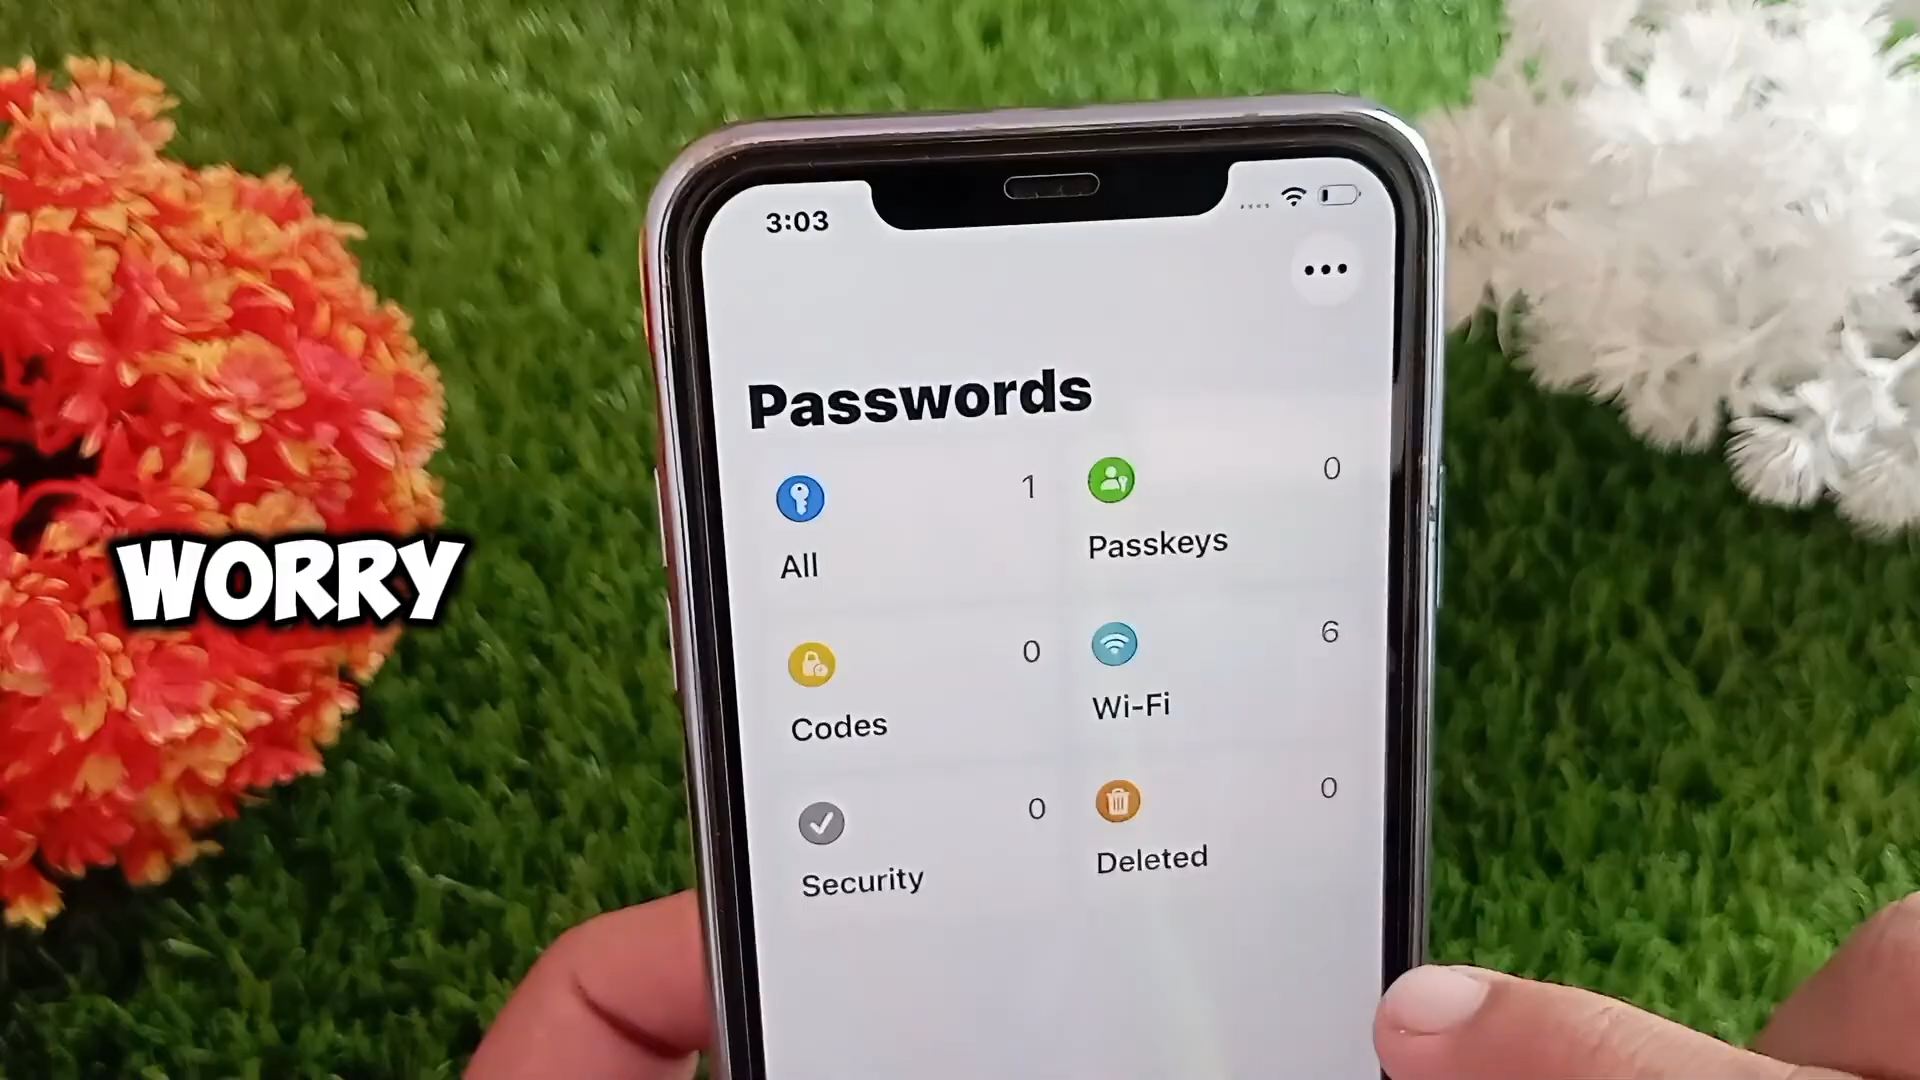 3:03
Passwords
1
All
0
Passkeys
0
Codes
6
Wi-Fi
0
Security
0
Deleted
WORRY